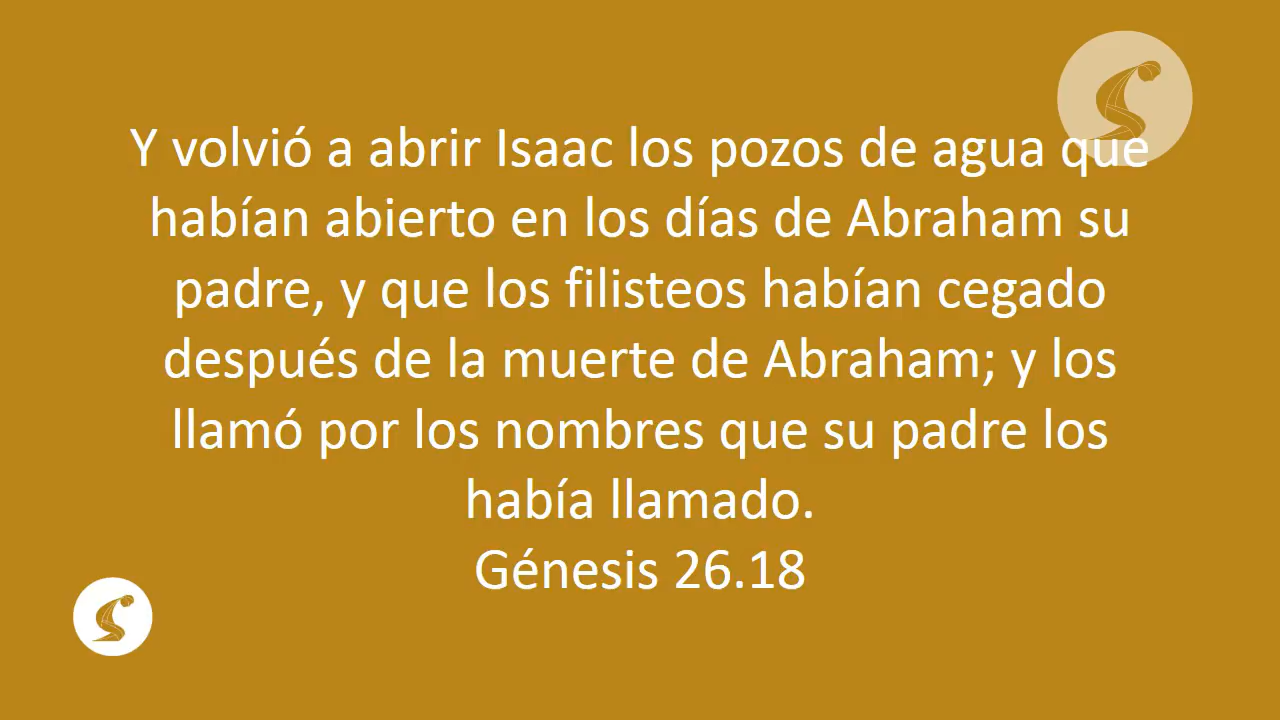 Y volvió a abrir Isaac los pozos de agua que
habían abierto en los días de Abraham su
padre, y que los filisteos habían cegado
después de la muerte de Abraham; y los
llamó por los nombres que su padre los
había llamado.
Génesis 26.18